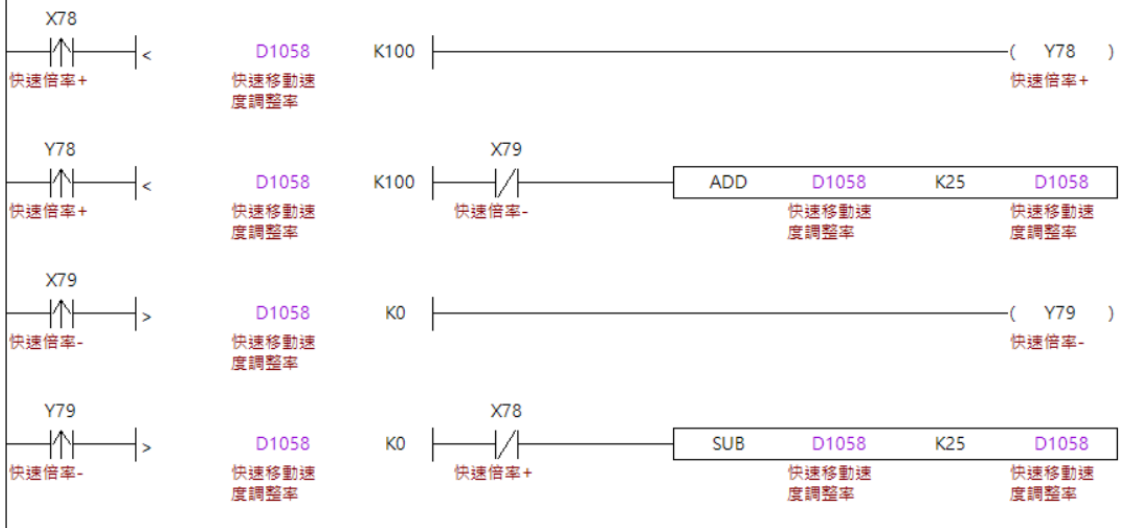 X78
< D1058 K100 ( Y78 )
快速倍率+ 快速移動速 快速倍率+
度調整率
Y78 X79
< D1058 K100 ADD D1058 K25 D1058
快速倍率+ 快速移動速 快速倍率- 快速移動速 快速移動速
度調整率 度調整率 度調整率
X79
> D1058 K0 ( Y79 )
快速倍率- 快速移動速 快速倍率-
度調整率
Y79 X78
> D1058 K0 SUB D1058 K25 D1058
快速倍率- 快速移動速 快速倍率+ 快速移動速 快速移動速
度調整率 度調整率 度調整率